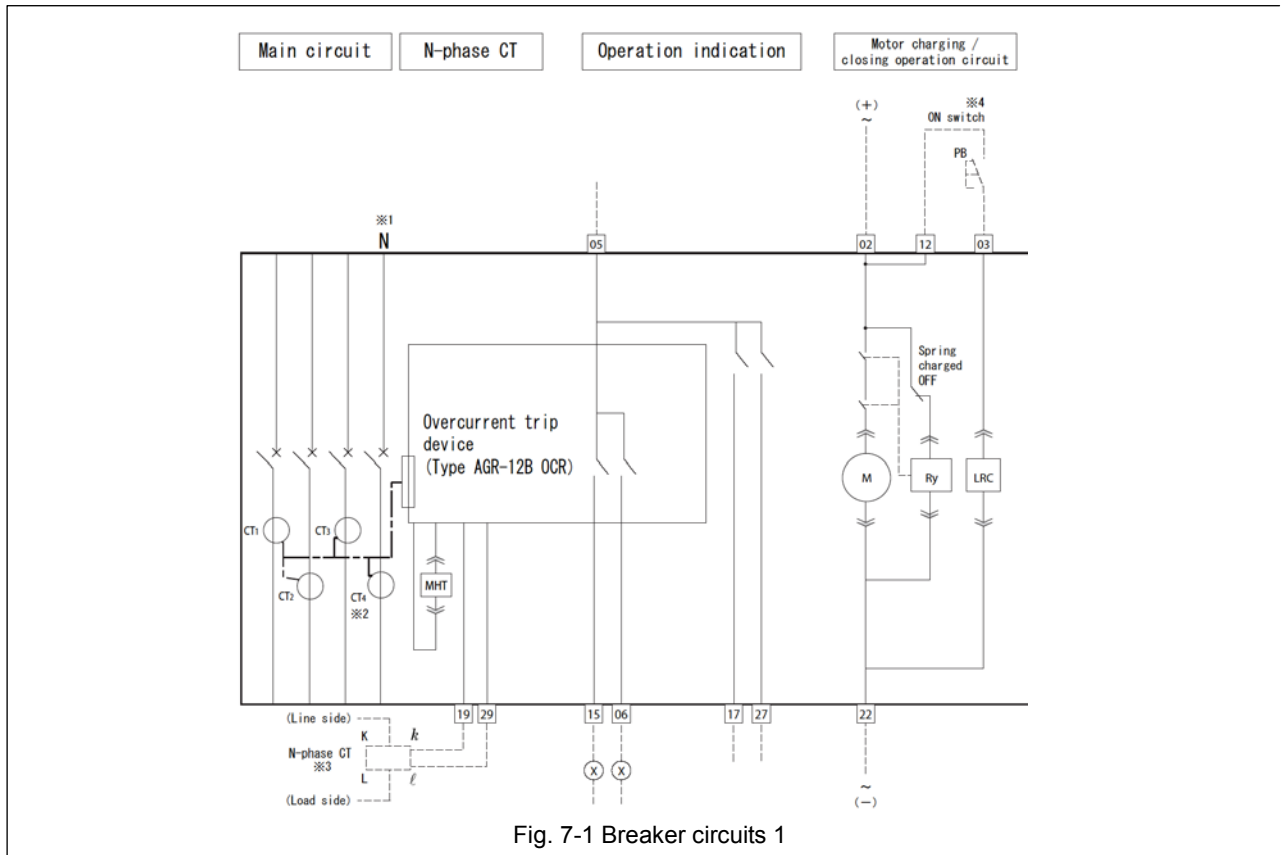 Main circuit
N-phase CT
Operation indication
Motor charging /
closing operation circuit
(+)
~
※4
ON switch
PB
※1
N
05
02
12
03
Spring
charged
OFF
Overcurrent trip
device
(Type AGR-12B OCR)
M
Ry
LRC
CT1
CT3
CT2
CT4
※2
MHT
(Line side)
19
29
15
06
17
27
22
K
k
N-phase CT
※3
L
ℓ
X
X
(Load side)
~
(−)
Fig. 7-1 Breaker circuits 1